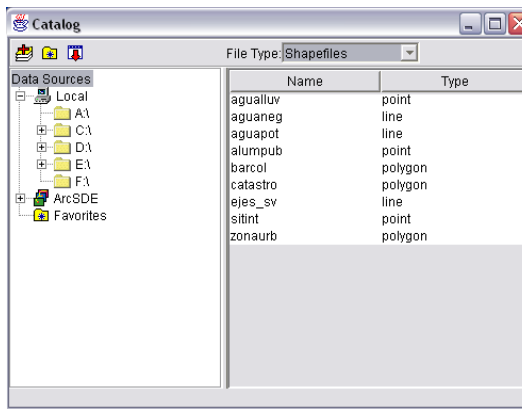 Catalog
File Type: Shapefiles
Data Sources
Local
A:\
C:\
D:\
E:\
F:\
ArcSDE
Favorites
Name Type
agualluv point
aguaneg line
aguapot line
alumpub point
barcol polygon
catastro polygon
ejes_sv line
sitint point
zonaurb polygon